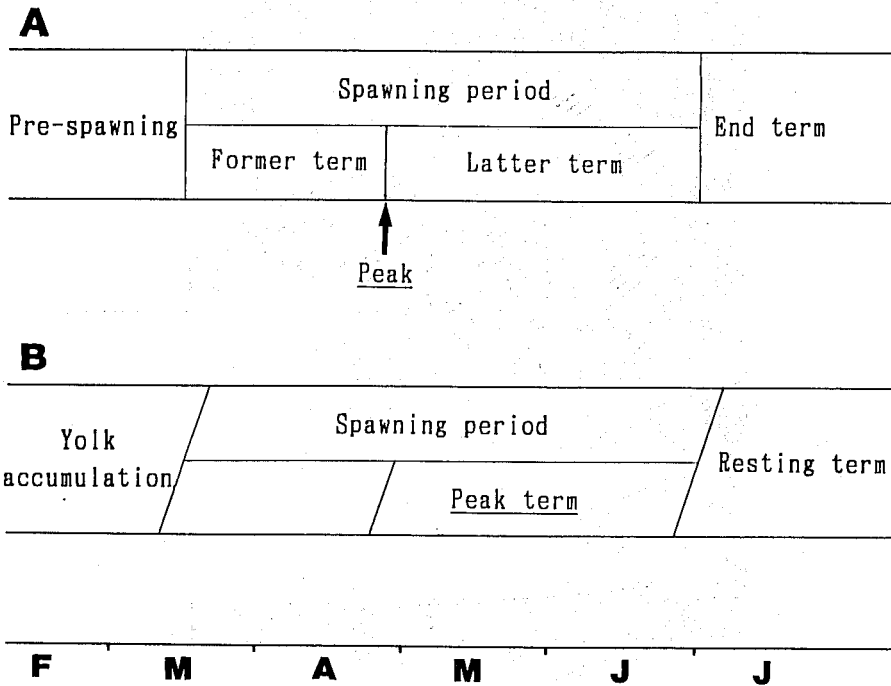 A
Spawning period
Pre-spawning
End term
Former term
Latter term
Peak
B
Spawning period
Yolk
accumulation
Resting term
Peak term
F M A M J J